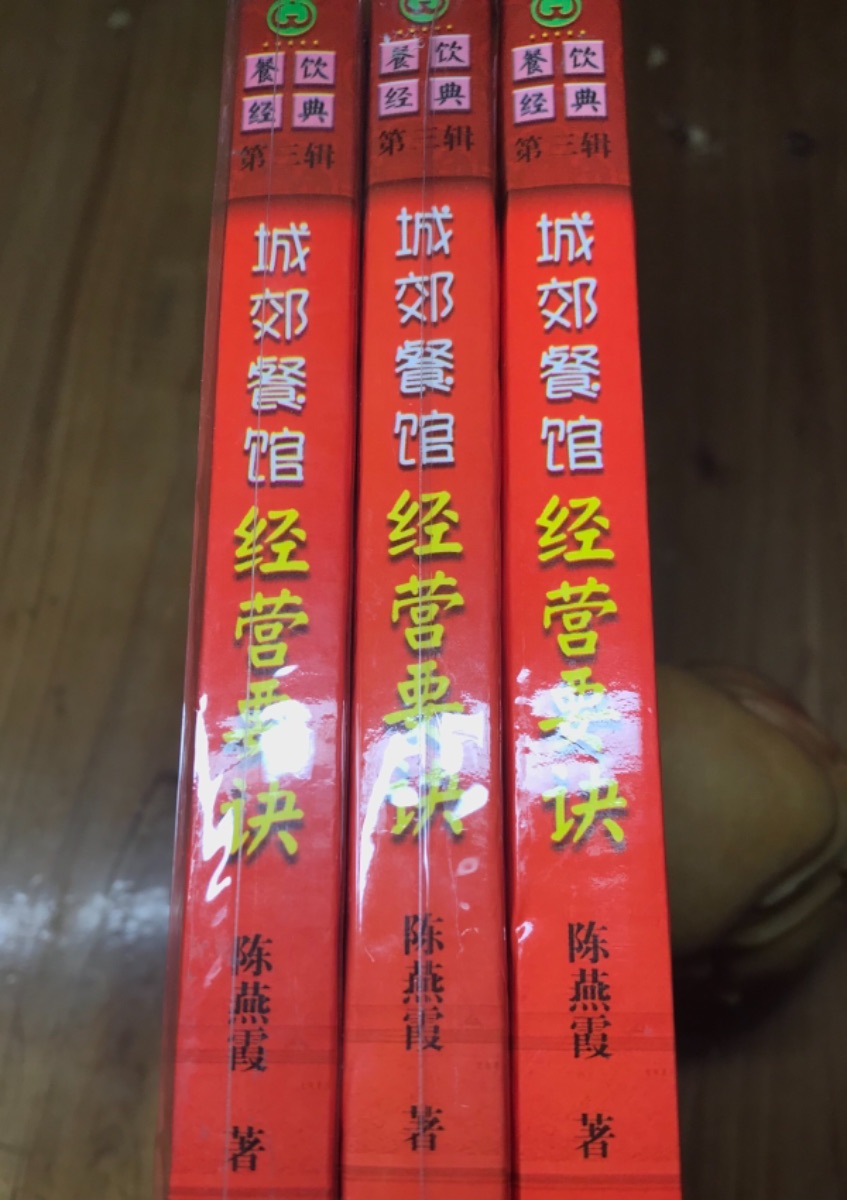 餐饮
经典
第三辑
城郊餐馆经营要诀
陈燕霞 著
餐饮
经典
第三辑
城郊餐馆经营要诀
陈燕霞 著
餐饮
经典
第三辑
城郊餐馆经营要诀
陈燕霞 著